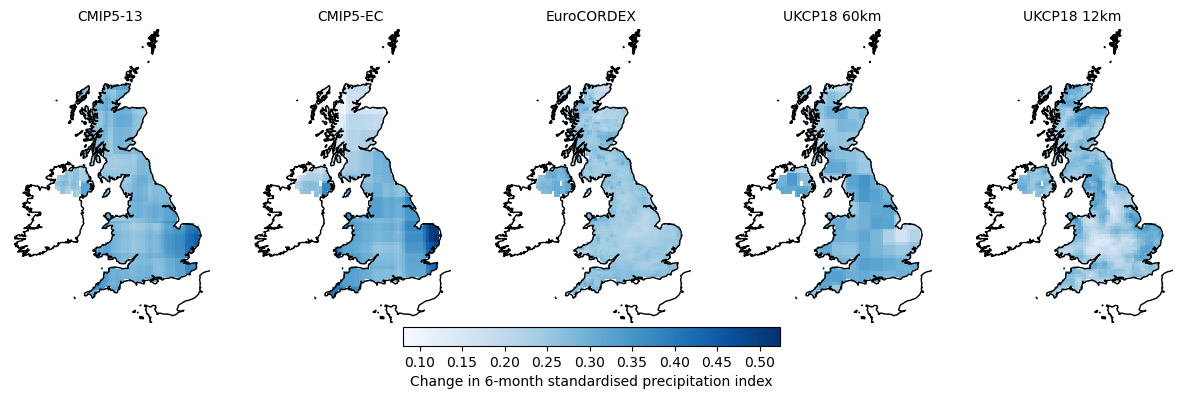 CMIP5-13 CMIP5-EC EuroCORDEX UKCP18 60km UKCP18 12km
0.10 0.15 0.20 0.25 0.30 0.35 0.40 0.45 0.50
Change in 6-month standardised precipitation index